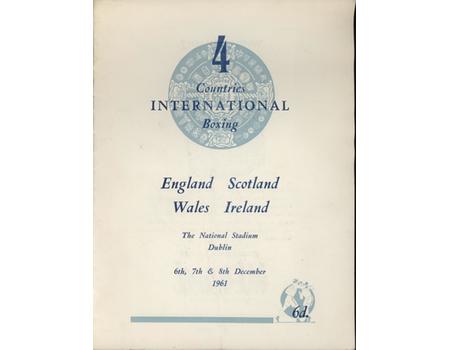 4
Countries
INTERNATIONAL
Boxing
England Scotland
Wales Ireland
The National Stadium
Dublin
6th, 7th & 8th December
1961
6d.